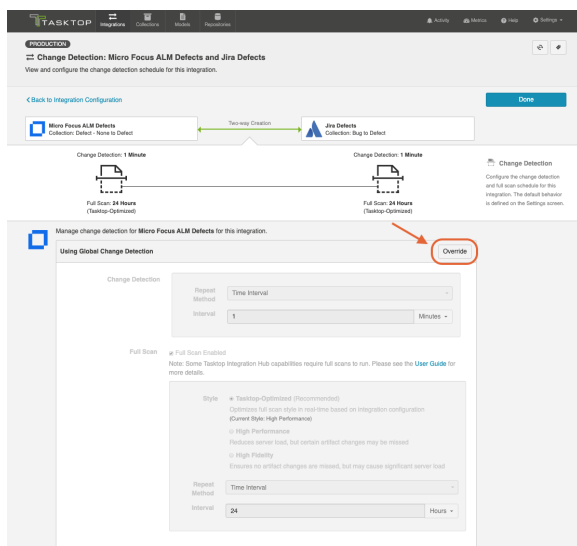 TASKTOP
Integrations
Collections
Models
Repositories
Activity
Metrics
Help
Settings
PRODUCTION
Change Detection: Micro Focus ALM Defects and Jira Defects
View and configure the change detection schedule for this integration.
Back to Integration Configuration
Done
Micro Focus ALM Defects
Collection: Defect - None to Defect
Two-way Creation
Jira Defects
Collection: Bug to Defect
Change Detection: 1 Minute
Change Detection: 1 Minute
Full Scan: 24 Hours
(Tasktop-Optimized)
Full Scan: 24 Hours
(Tasktop-Optimized)
Change Detection
Configure the change detection
and full scan schedule for this
integration. The default behavior
is defined on the Settings screen.
Manage change detection for Micro Focus ALM Defects for this integration.
Using Global Change Detection
Override
Change Detection
Repeat
Method
Time Interval
Interval
1
Minutes
Full Scan
Full Scan Enabled
Note: Some Tasktop Integration Hub capabilities require full scans to run. Please see the User Guide for
more details.
Style
Tasktop-Optimized (Recommended)
Optimizes full scan style in real-time based on integration configuration
(Current Style: High Performance)
High Performance
Reduces server load, but certain artifact changes may be missed
High Fidelity
Ensures no artifact changes are missed, but may cause significant server load
Repeat
Method
Time Interval
Interval
24
Hours